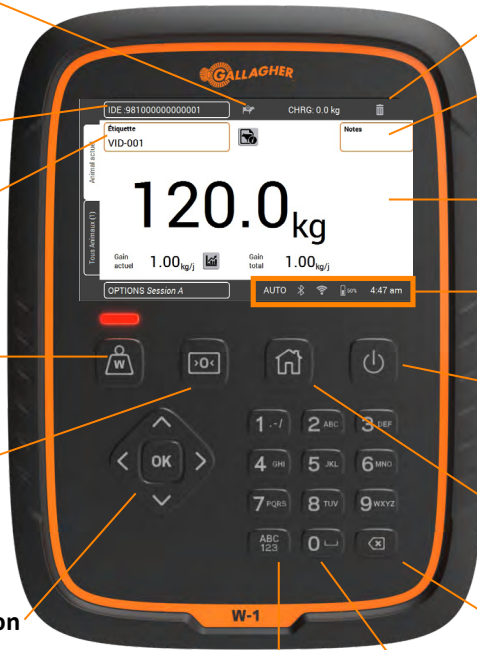 GALLAGHER
IDE :981000000000001
CHRG: 0.0 kg
Étiquette
VID-001
Notes
Animal actuel
Tous Animaux (1)
120.0kg
Gain actuel 1.00kg/j
Gain total 1.00kg/j
OPTIONS Session A
AUTO
50%
4:47 am
W
>0<
1 .-/
2 ABC
3 DEF
OK
4 GHI
5 JKL
6 MNO
7 PQRS
8 TUV
9 WXYZ
ABC
123
0
on
W-1